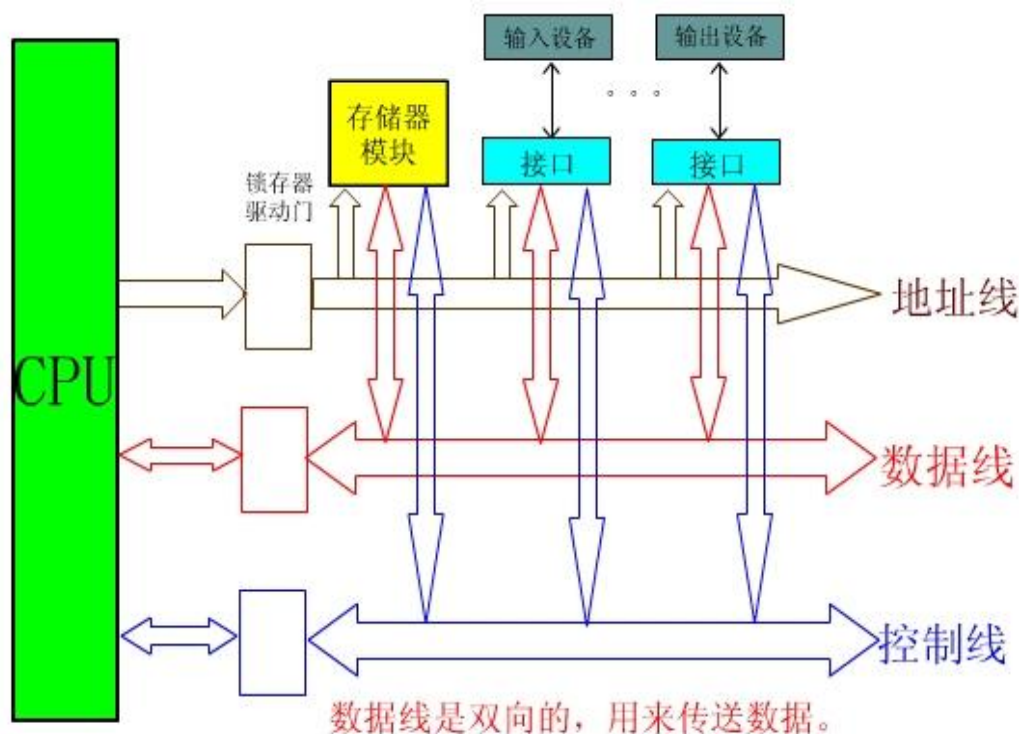 输入设备
输出设备
。。。
存储器
模块
接口
接口
锁存器
驱动门
CPU
地址线
数据线
控制线
数据线是双向的，用来传送数据。